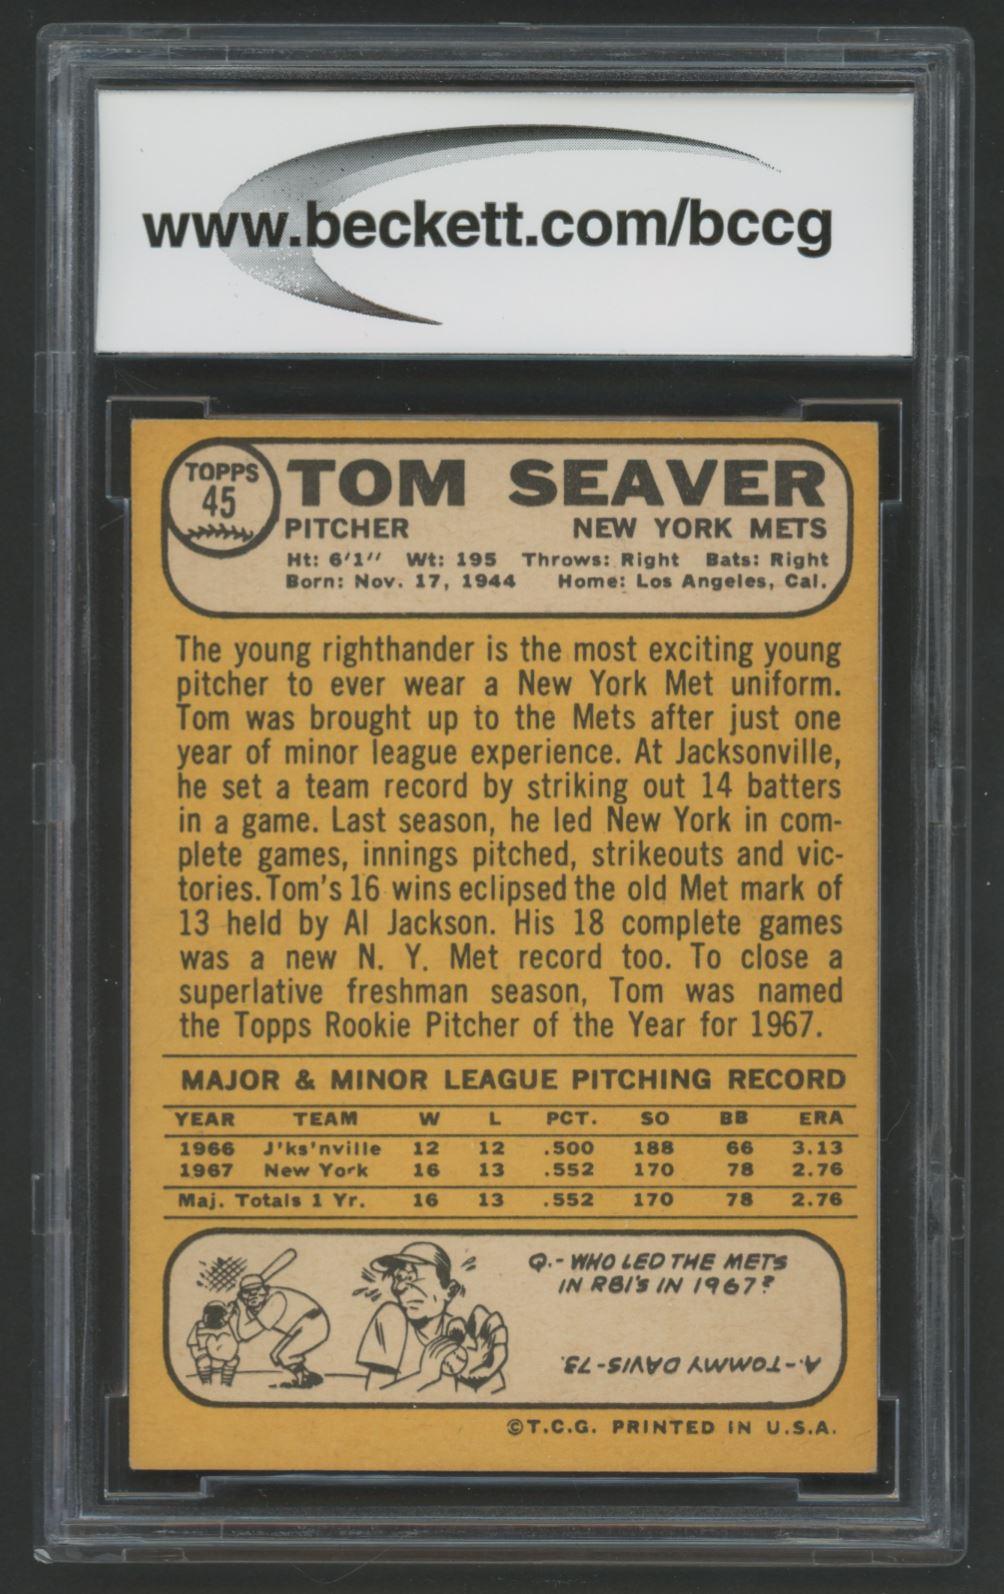 www.beckett.com/bccg
TOPPS
45
TOM SEAVER
PITCHER NEW YORK METS
Ht: 6'1" Wt: 195 Throws: Right Bats: Right
Born: Nov. 17, 1944 Home: Los Angeles, Cal.
The young righthander is the most exciting young
pitcher to ever wear a New York Met uniform.
Tom was brought up to the Mets after just one
year of minor league experience. At Jacksonville,
he set a team record by striking out 14 batters
in a game. Last season, he led New York in com-
plete games, innings pitched, strikeouts and vic-
tories. Tom's 16 wins eclipsed the old Met mark of
13 held by Al Jackson. His 18 complete games
was a new N. Y. Met record too. To close a
superlative freshman season, Tom was named
the Topps Rookie Pitcher of the Year for 1967.
MAJOR & MINOR LEAGUE PITCHING RECORD
YEAR TEAM W L PCT. SO BB ERA
1966 J'ks'nville 12 12 .500 188 66 3.13
1967 New York 16 13 .552 170 78 2.76
Maj. Totals 1 Yr. 16 13 .552 170 78 2.76
Q.- WHO LED THE METS
IN RBI'S IN 1967?
A.-TOMMY DAVIS-73.
©T.C.G. PRINTED IN U.S.A.